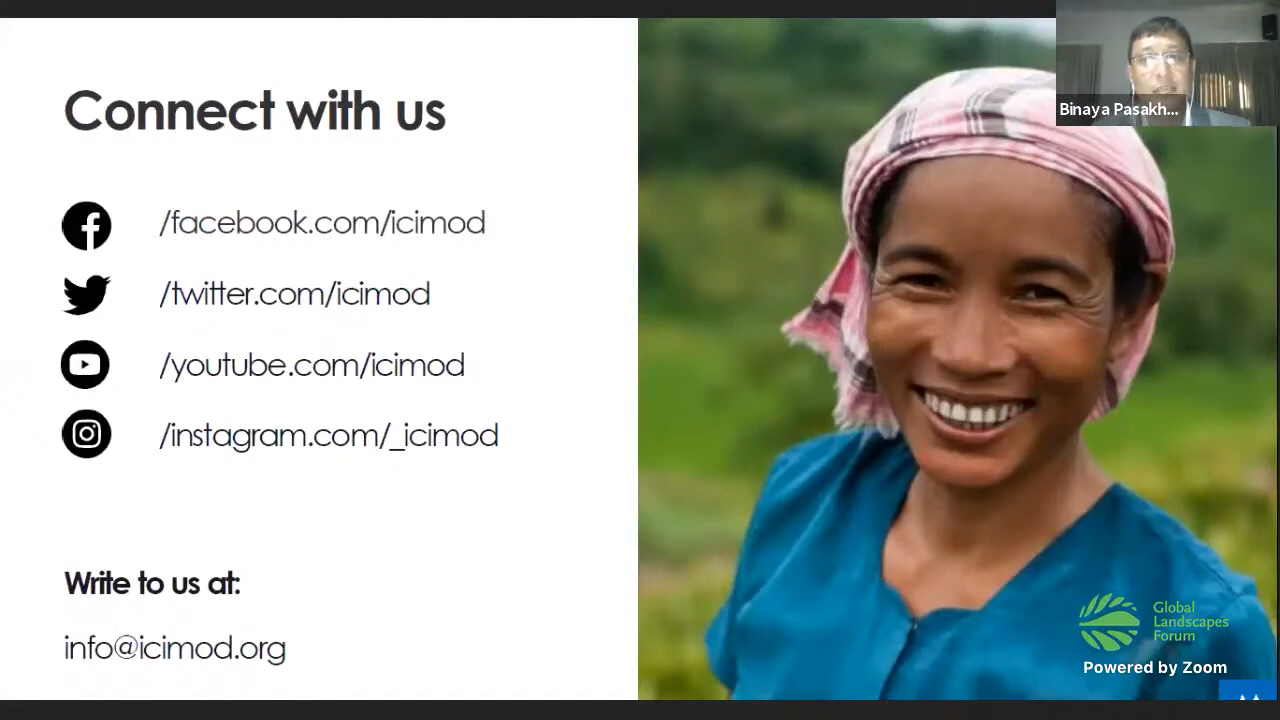 Connect with us
/facebook.com/icimod
/twitter.com/icimod
/youtube.com/icimod
/instagram.com/_icimod
Write to us at:
info@icimod.org
Binaya Pasakh...
Global
Landscapes
Forum
Powered by Zoom